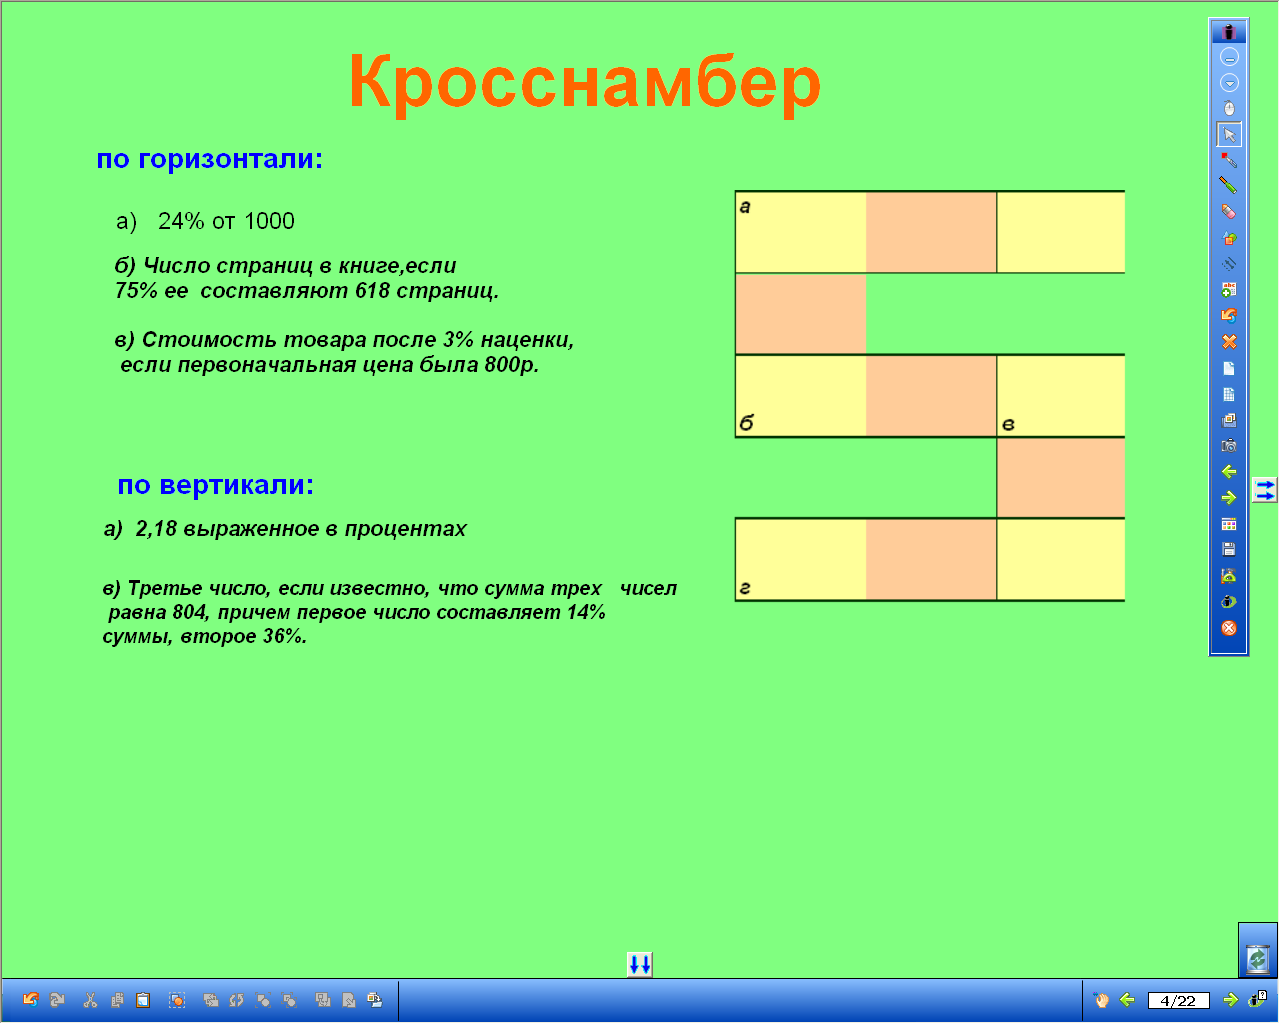 Кросснамбер
по горизонтали:
а) 24% от 1000
б) Число страниц в книге,если
75% ее составляют 618 страниц.
в) Стоимость товара после 3% наценки,
если первоначальная цена была 800р.
а
б
в
г
по вертикали:
а) 2,18 выраженное в процентах
в) Третье число, если известно, что сумма трех чисел
равна 804, причем первое число составляет 14%
суммы, второе 36%.
4/22